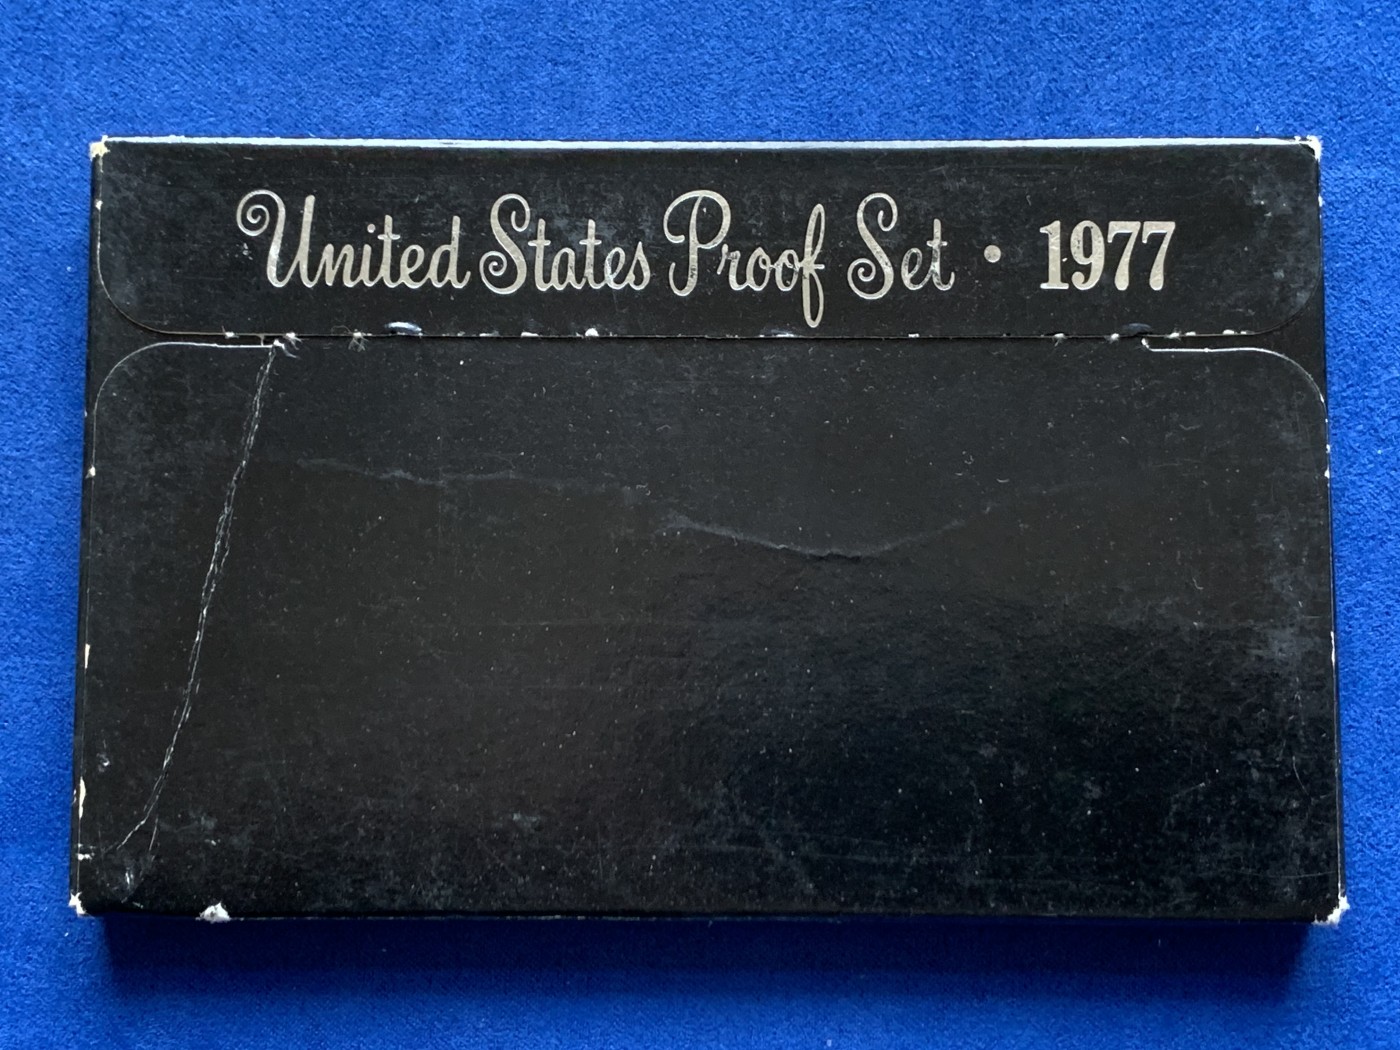 United States Proof Set • 1977